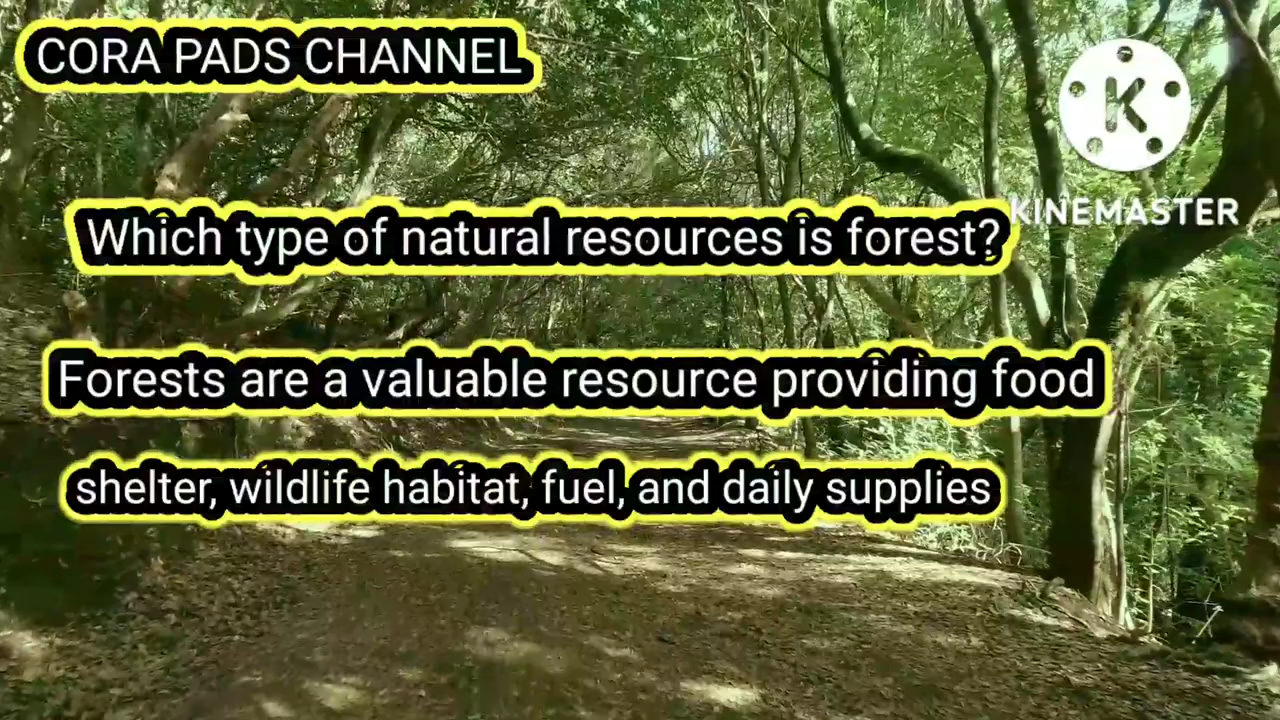 CORA PADS CHANNEL
K
KINEMASTER
Which type of natural resources is forest?
Forests are a valuable resource providing food
shelter, wildlife habitat, fuel, and daily supplies